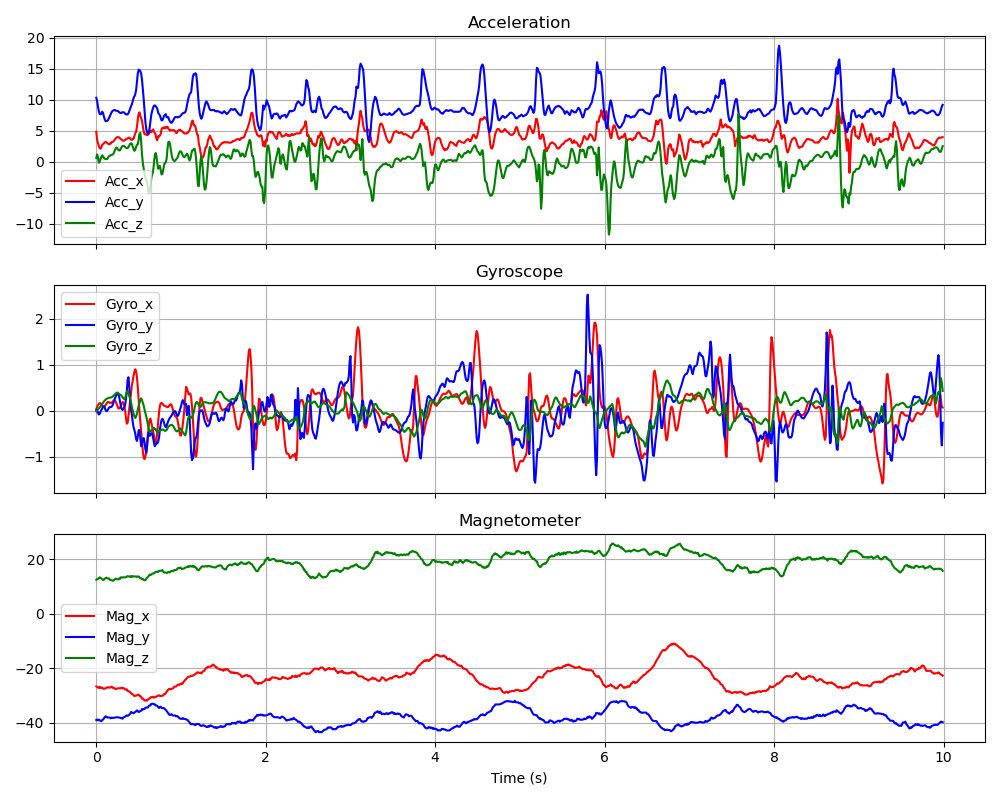 Acceleration
20
15
10
5
0
−5
−10
Acc_x
Acc_y
Acc_z
Gyroscope
2
1
0
−1
Gyro_x
Gyro_y
Gyro_z
Magnetometer
20
0
−20
−40
Mag_x
Mag_y
Mag_z
0 2 4 6 8 10
Time (s)